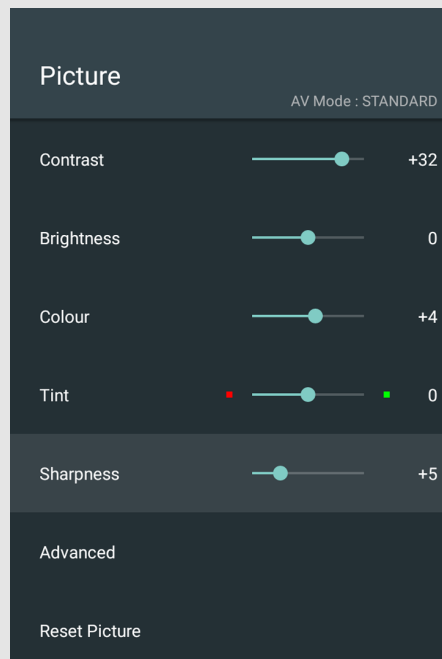 Picture
AV Mode : STANDARD
Contrast +32
Brightness 0
Colour +4
Tint 0
Sharpness +5
Advanced
Reset Picture